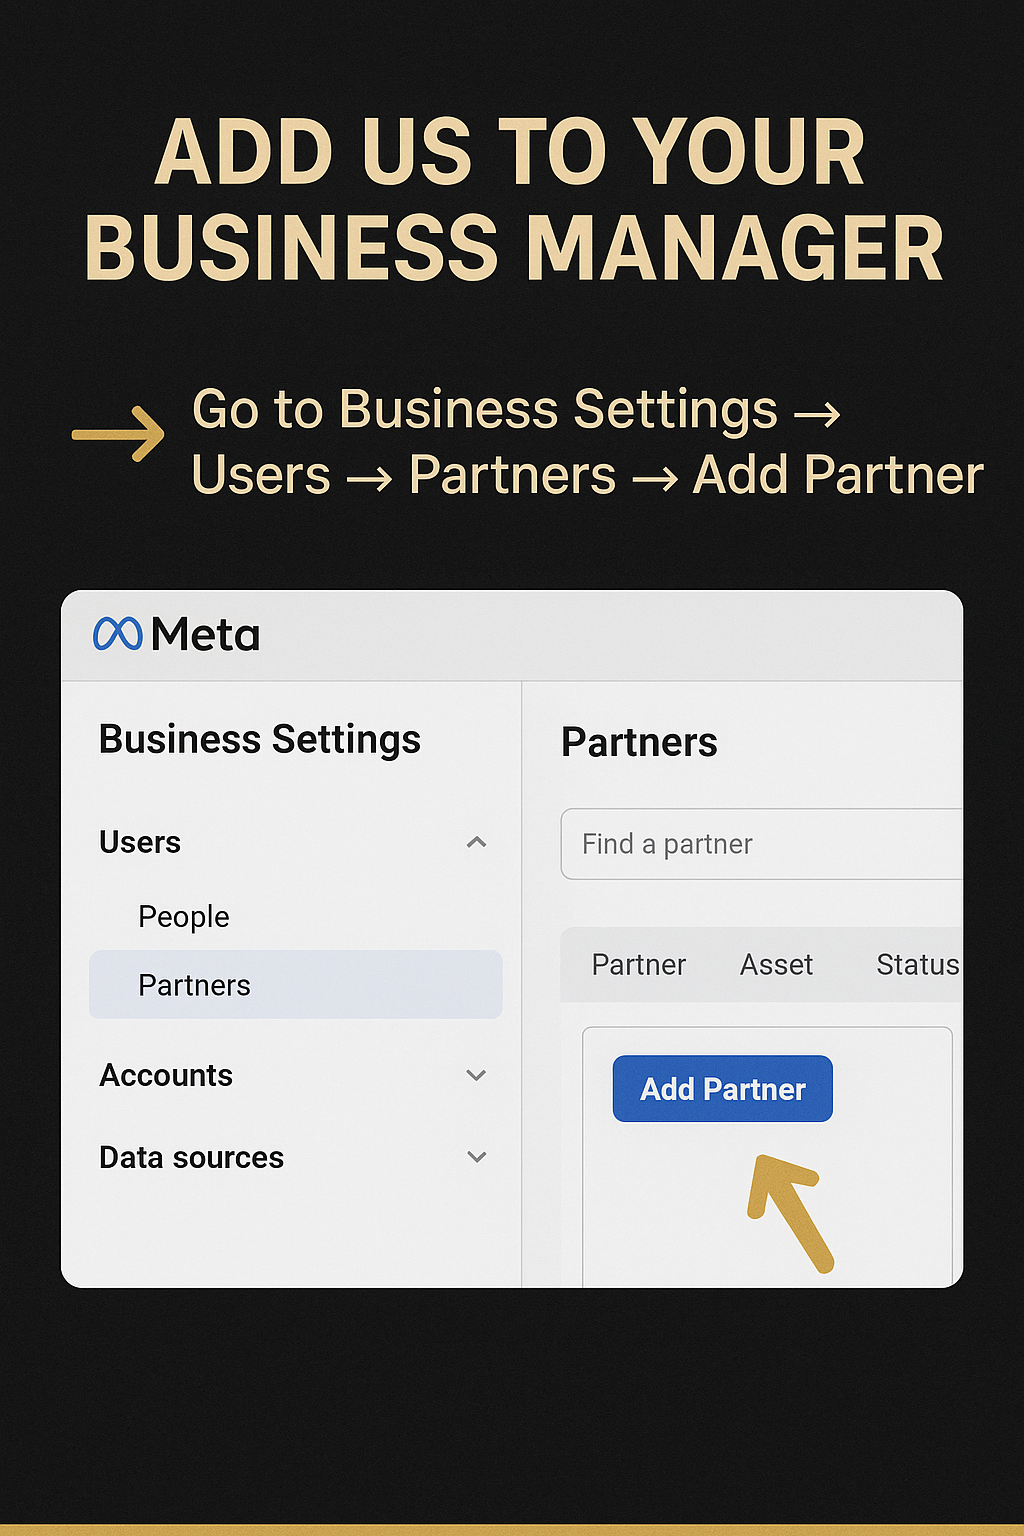 ADD US TO YOUR
BUSINESS MANAGER
Go to Business Settings →
Users → Partners → Add Partner
Meta
Business Settings
Users
People
Partners
Accounts
Data sources
Partners
Find a partner
Partner Asset Status
Add Partner